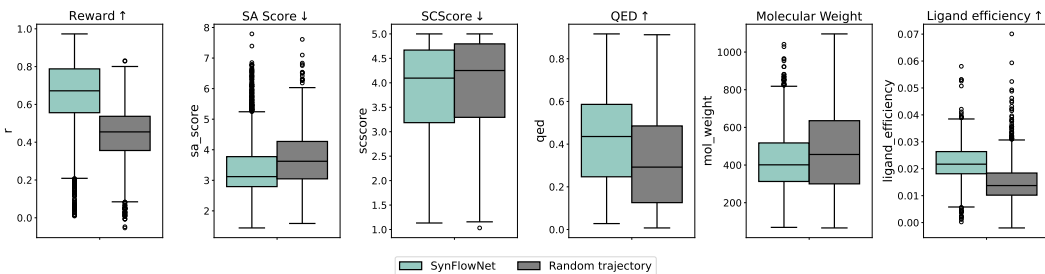 Reward ↑
r
1.0
0.8
0.6
0.4
0.2
0.0
SA Score ↓
sa_score
8
7
6
5
4
3
2
SCScore ↓
scscore
5.0
4.5
4.0
3.5
3.0
2.5
2.0
1.5
1.0
QED ↑
qed
0.8
0.6
0.4
0.2
0.0
Molecular Weight
mol_weight
1000
800
600
400
200
Ligand efficiency ↑
ligand_efficiency
0.07
0.06
0.05
0.04
0.03
0.02
0.01
0.00
SynFlowNet
Random trajectory